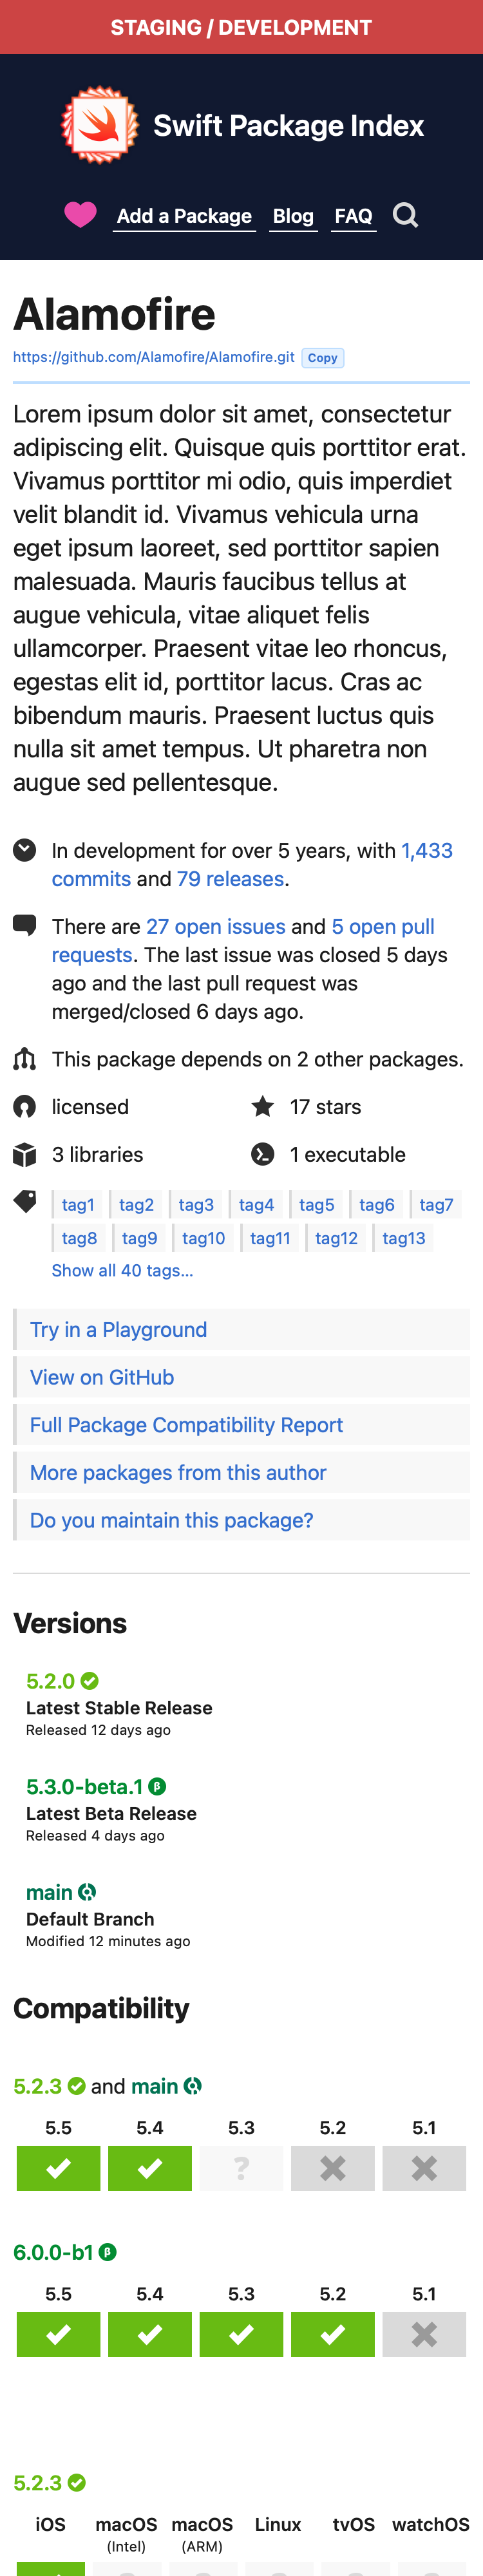 STAGING / DEVELOPMENT
Swift Package Index
Add a Package Blog FAQ
Alamofire
https://github.com/Alamofire/Alamofire.git Copy
Lorem ipsum dolor sit amet, consectetur
adipiscing elit. Quisque quis porttitor erat.
Vivamus porttitor mi odio, quis imperdiet
velit blandit id. Vivamus vehicula urna
eget ipsum laoreet, sed porttitor sapien
malesuada. Mauris faucibus tellus at
augue vehicula, vitae aliquet felis
ullamcorper. Praesent vitae leo rhoncus,
egestas elit id, porttitor lacus. Cras ac
bibendum mauris. Praesent luctus quis
nulla sit amet tempus. Ut pharetra non
augue sed pellentesque.
In development for over 5 years, with 1,433
commits and 79 releases.
There are 27 open issues and 5 open pull
requests. The last issue was closed 5 days
ago and the last pull request was
merged/closed 6 days ago.
This package depends on 2 other packages.
licensed 17 stars
3 libraries 1 executable
tag1 tag2 tag3 tag4 tag5 tag6 tag7
tag8 tag9 tag10 tag11 tag12 tag13
Show all 40 tags...
Try in a Playground
View on GitHub
Full Package Compatibility Report
More packages from this author
Do you maintain this package?
Versions
5.2.0
Latest Stable Release
Released 12 days ago
5.3.0-beta.1 β
Latest Beta Release
Released 4 days ago
main
Default Branch
Modified 12 minutes ago
Compatibility
5.2.3 and main
5.5 5.4 5.3 5.2 5.1
?
6.0.0-b1 β
5.5 5.4 5.3 5.2 5.1
5.2.3
iOS macOS macOS Linux tvOS watchOS
(Intel) (ARM)